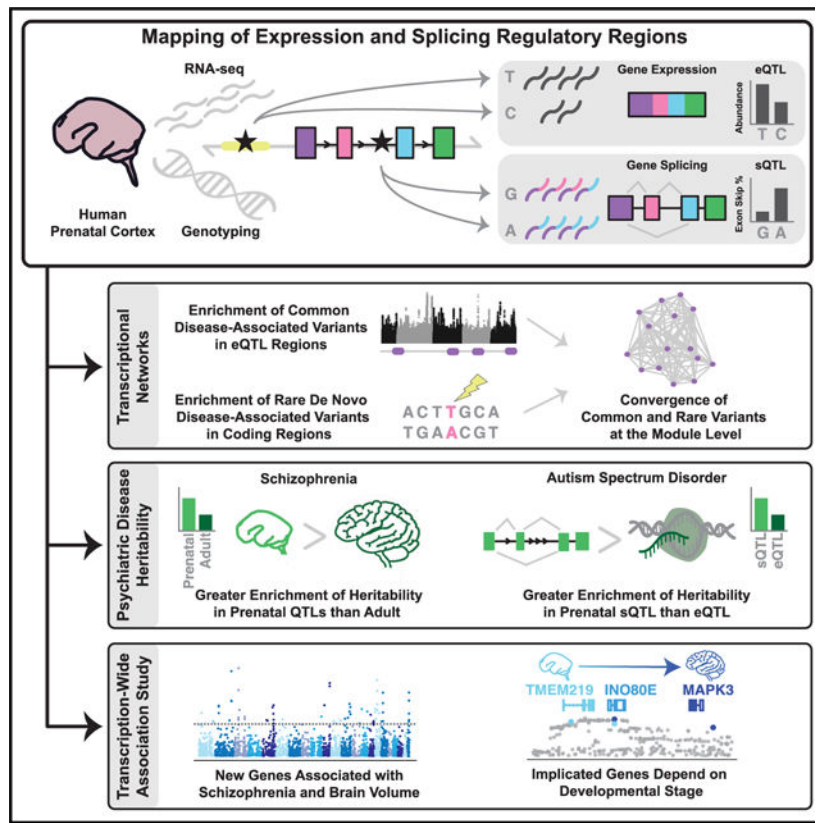 Mapping of Expression and Splicing Regulatory Regions
RNA-seq
Human
Prenatal Cortex
Genotyping
T
C
Gene Expression
eQTL
Abundance
T C
G
A
Gene Splicing
sQTL
Exon Skip %
G A
Transcriptional
Networks
Enrichment of Common
Disease-Associated Variants
in eQTL Regions
Enrichment of Rare De Novo
Disease-Associated Variants
in Coding Regions
ACTTGCA
TGAACGT
Convergence of
Common and Rare Variants
at the Module Level
Psychiatric Disease
Heritability
Schizophrenia
Prenatal
Adult
>
Greater Enrichment of Heritability
in Prenatal QTLs than Adult
Autism Spectrum Disorder
>
sQTL
eQTL
Greater Enrichment of Heritability
in Prenatal sQTL than eQTL
Transcription-Wide
Association Study
New Genes Associated with
Schizophrenia and Brain Volume
TMEM219 INO80E MAPK3
Implicated Genes Depend on
Developmental Stage